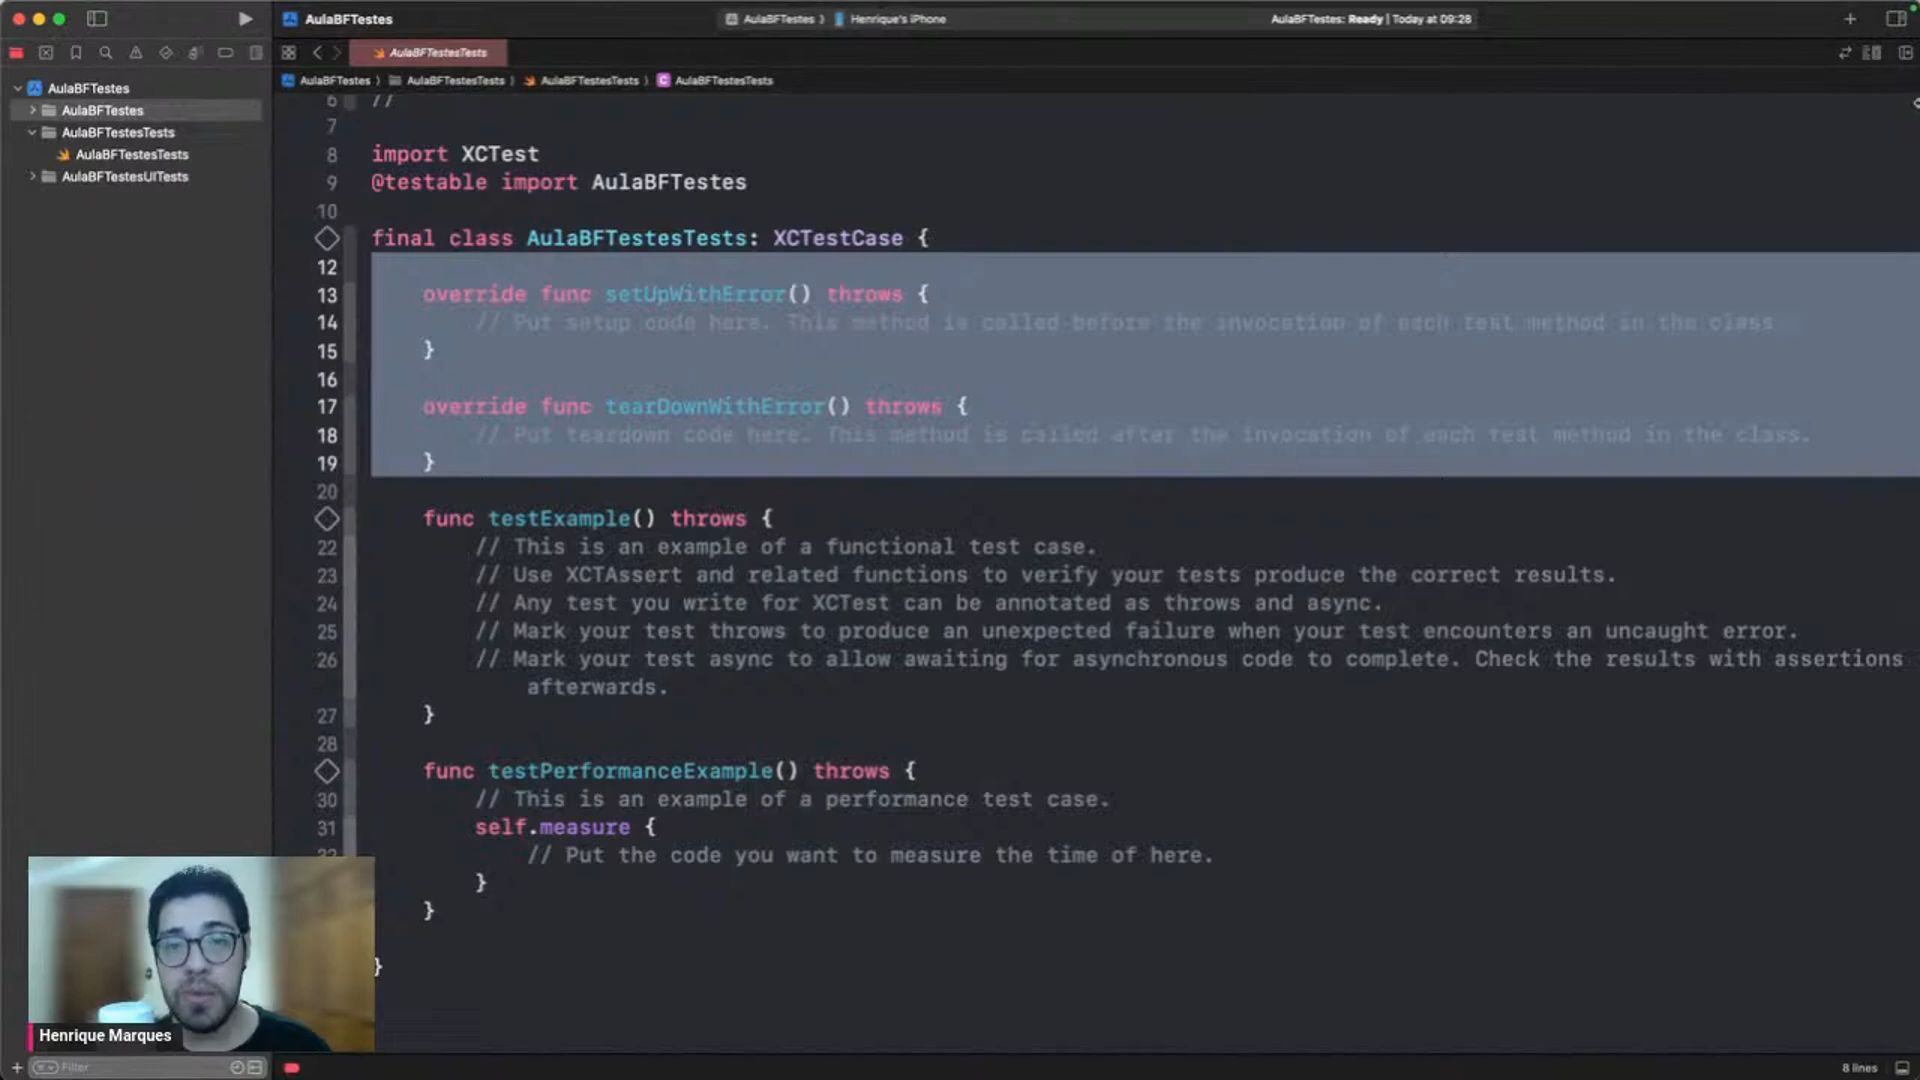 AulaBFTestes
AulaBFTestes
Henrique's iPhone
AulaBFTestes: Ready | Today at 09:28
AulaBFTestesTests
AulaBFTestes
AulaBFTestes
AulaBFTestesTests
AulaBFTestesTests
AulaBFTestesUITests
AulaBFTestes
AulaBFTestesTests
AulaBFTestesTests
C AulaBFTestesTests
6 //
7
8 import XCTest
9 @testable import AulaBFTestes
10
final class AulaBFTestesTests: XCTestCase {
12
13 override func setUpWithError() throws {
14 // Put setup code here. This method is called before the invocation of each test method in the class
15 }
16
17 override func tearDownWithError() throws {
18 // Put teardown code here. This method is called after the invocation of each test method in the class.
19 }
20
func testExample() throws {
22 // This is an example of a functional test case.
23 // Use XCTAssert and related functions to verify your tests produce the correct results.
24 // Any test you write for XCTest can be annotated as throws and async.
25 // Mark your test throws to produce an unexpected failure when your test encounters an uncaught error.
26 // Mark your test async to allow awaiting for asynchronous code to complete. Check the results with assertions
afterwards.
27 }
28
func testPerformanceExample() throws {
30 // This is an example of a performance test case.
31 self.measure {
// Put the code you want to measure the time of here.
}
}
}
Henrique Marques
Filter
8 lines